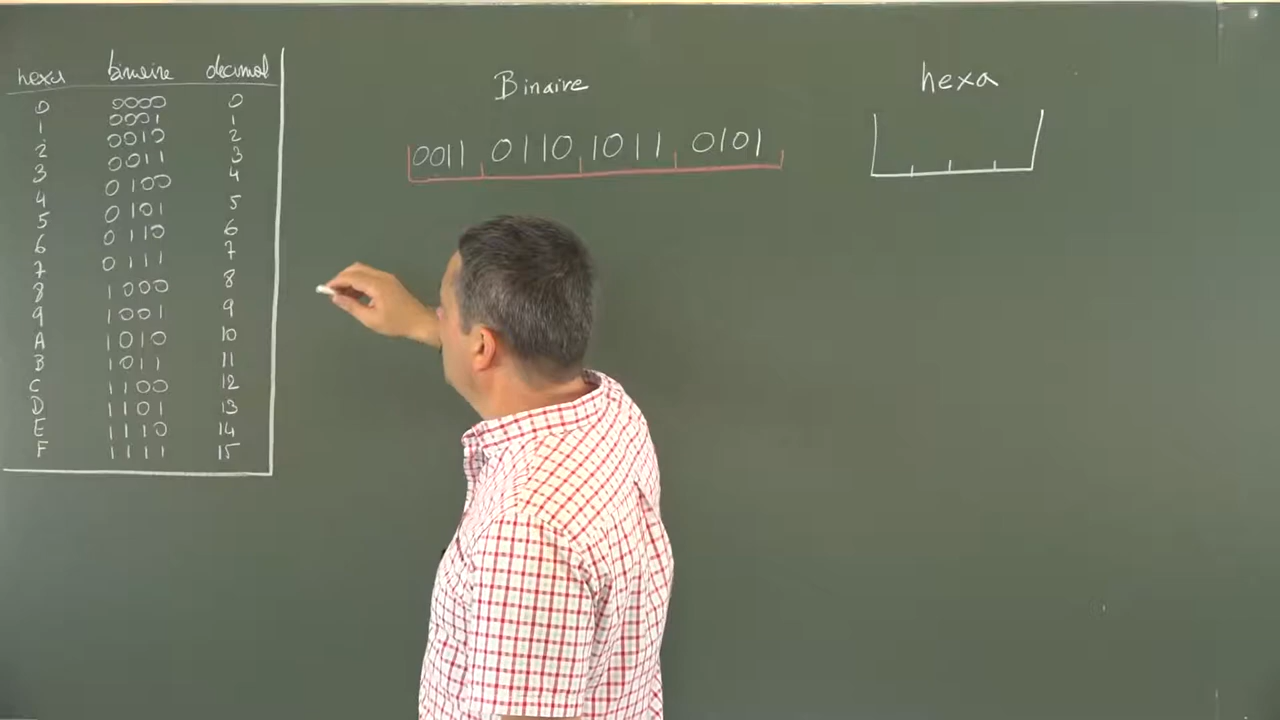 hexa binaire decimal
0 0000 0
1 0001 1
2 0010 2
3 0011 3
4 0100 4
5 0101 5
6 0110 6
7 0111 7
8 1000 8
9 1001 9
A 1010 10
B 1011 11
C 1100 12
D 1101 13
E 1110 14
F 1111 15
Binaire
0011 0110 1011 0101
hexa